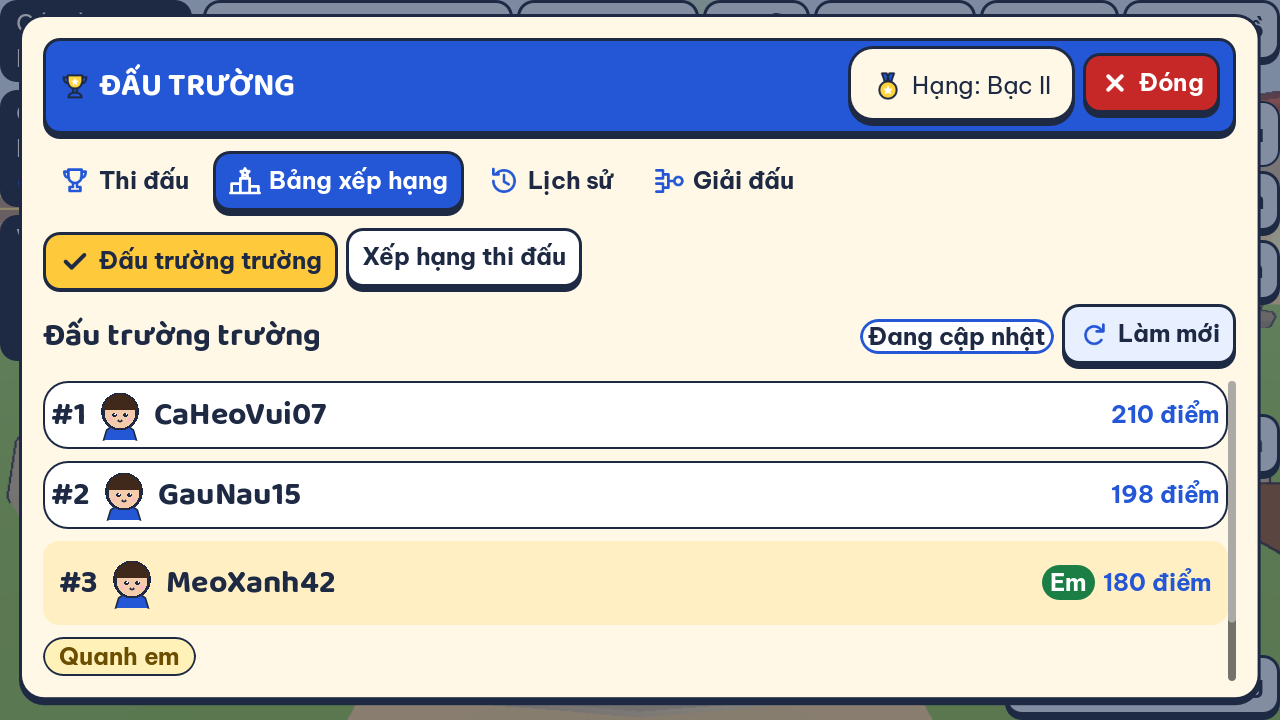 ĐẤU TRƯỜNG
Hạng: Bạc II
Đóng
Thi đấu
Bảng xếp hạng
Lịch sử
Giải đấu
Đấu trường trường
Xếp hạng thi đấu
Đấu trường trường
Đang cập nhật
Làm mới
#1 CaHeoVui07 210 điểm
#2 GauNau15 198 điểm
#3 MeoXanh42 Em 180 điểm
Quanh em